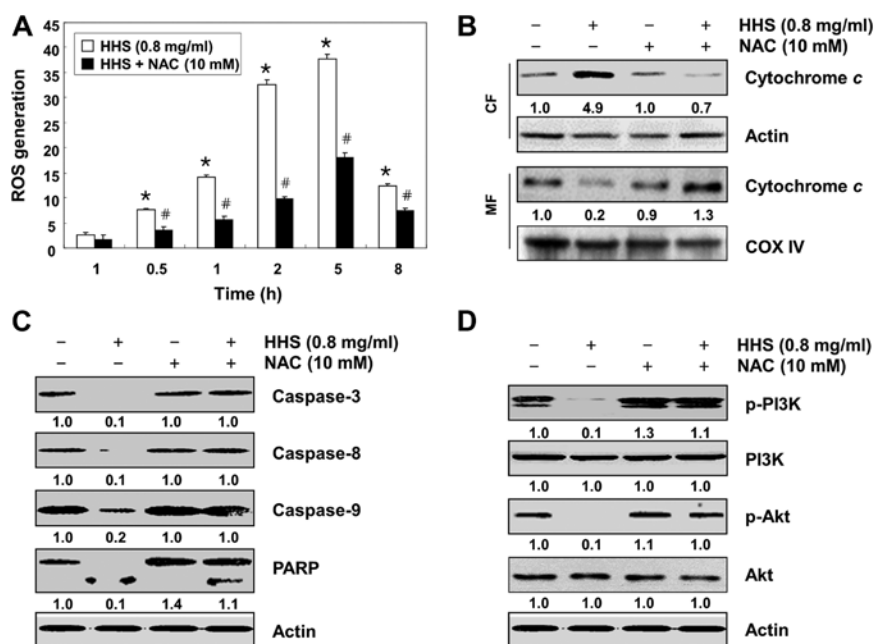 A
ROS generation
45
40
35
30
25
20
15
10
5
0
HHS (0.8 mg/ml)
HHS + NAC (10 mM)
* * * * *
# # # # #
1 0.5 1 2 5 8
Time (h)
B
– + – + HHS (0.8 mg/ml)
– – + + NAC (10 mM)
CF
Cytochrome c
1.0 4.9 1.0 0.7
Actin
MF
Cytochrome c
1.0 0.2 0.9 1.3
COX IV
C
– + – + HHS (0.8 mg/ml)
– – + + NAC (10 mM)
Caspase-3
1.0 0.1 1.0 1.0
Caspase-8
1.0 0.1 1.0 1.0
Caspase-9
1.0 0.2 1.0 1.0
PARP
1.0 0.1 1.4 1.1
Actin
D
– + – + HHS (0.8 mg/ml)
– – + + NAC (10 mM)
p-PI3K
1.0 0.1 1.3 1.1
PI3K
1.0 1.0 1.0 1.0
p-Akt
1.0 0.1 1.1 1.0
Akt
1.0 1.0 1.0 1.0
Actin